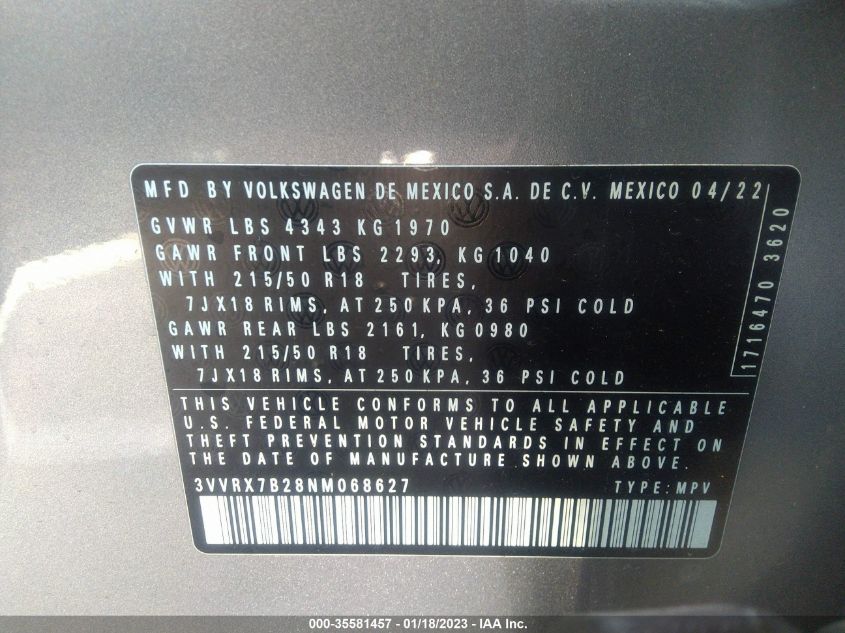 MFD BY VOLKSWAGEN DE MEXICO S.A. DE C.V. MEXICO 04/22
GVWR LBS 4343 KG 1970
GAWR FRONT LBS 2293, KG 1040
WITH 215/50 R18 TIRES,
7JX18 RIMS, AT 250 KPA, 36 PSI COLD
GAWR REAR LBS 2161, KG0980
WITH 215/50 R18 TIRES,
7JX18 RIMS, AT 250 KPA, 36 PSI COLD
1716470 3620
THIS VEHICLE CONFORMS TO ALL APPLICABLE
U.S. FEDERAL MOTOR VEHICLE SAFETY AND
THEFT PREVENTION STANDARDS IN EFFECT ON
THE DATE OF MANUFACTURE SHOWN ABOVE.
3VVRX7B28NM068627 TYPE: MPV
000-35581457 - 01/18/2023 - IAA Inc.